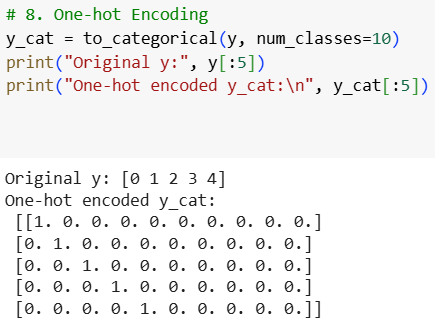 # 8. One-hot Encoding
y_cat = to_categorical(y, num_classes=10)
print("Original y:", y[:5])
print("One-hot encoded y_cat:\n", y_cat[:5])
Original y: [0 1 2 3 4]
One-hot encoded y_cat:
[[1. 0. 0. 0. 0. 0. 0. 0. 0. 0.]
[0. 1. 0. 0. 0. 0. 0. 0. 0. 0.]
[0. 0. 1. 0. 0. 0. 0. 0. 0. 0.]
[0. 0. 0. 1. 0. 0. 0. 0. 0. 0.]
[0. 0. 0. 0. 1. 0. 0. 0. 0. 0.]]